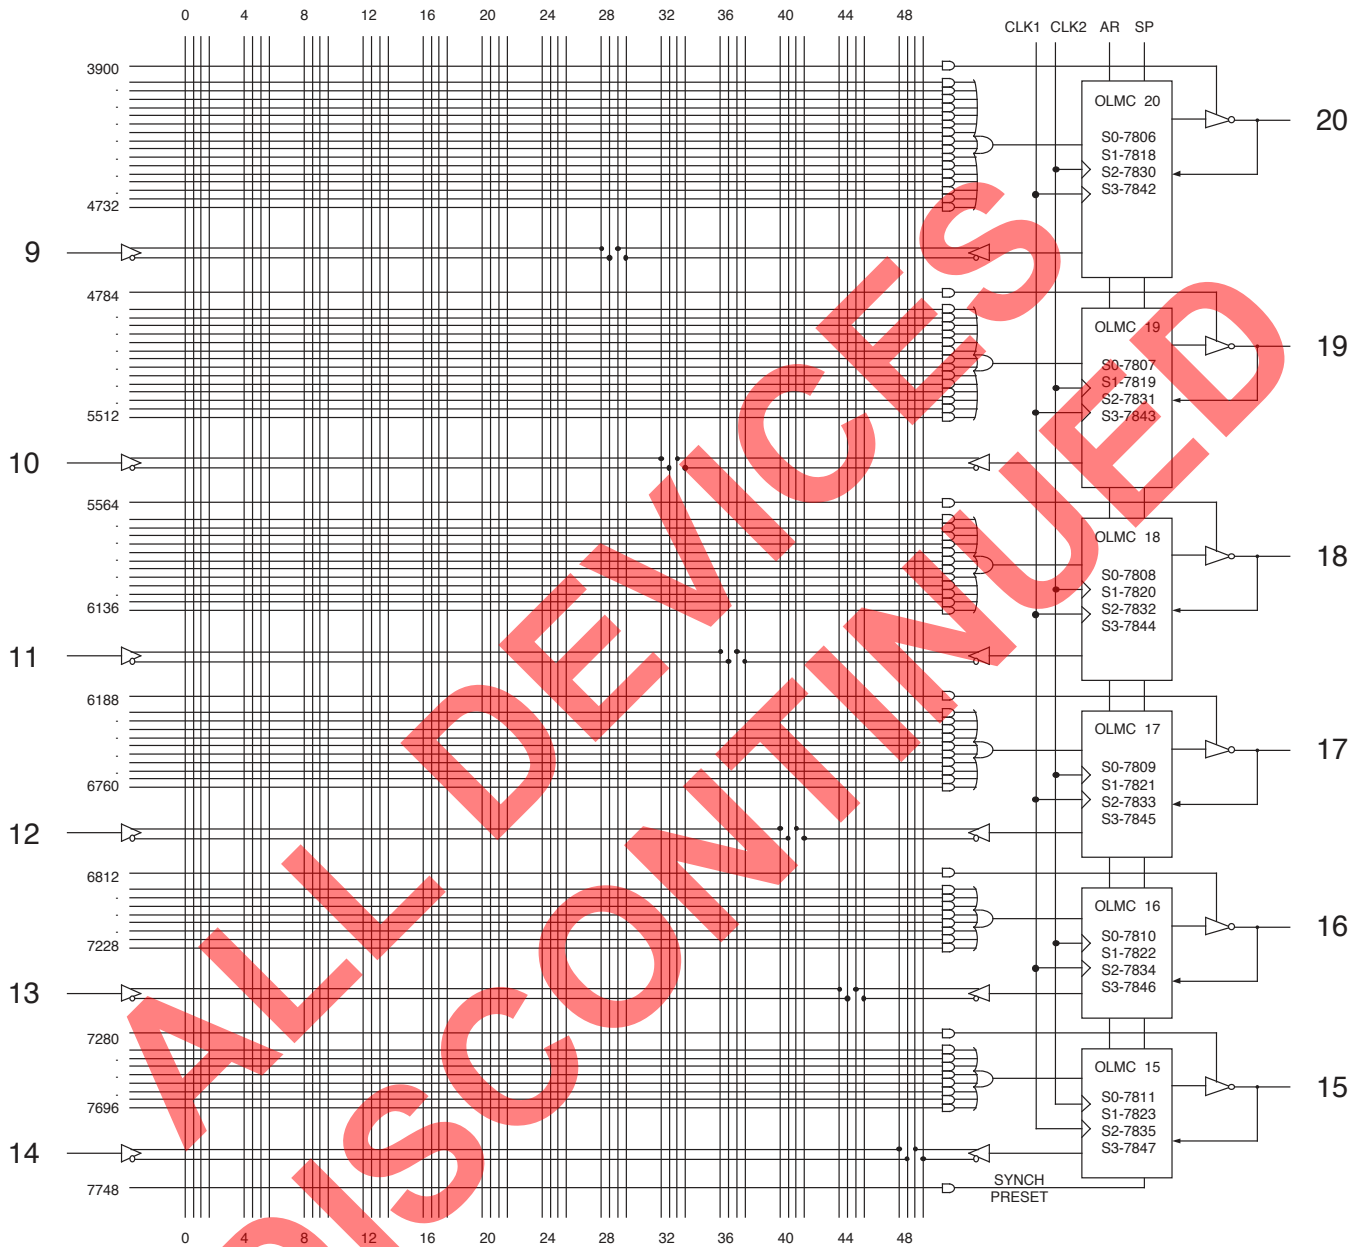 0 4 8 12 16 20 24 28 32 36 40 44 48
CLK1 CLK2 AR SP
3900
.
.
.
.
4732
OLMC 20
S0-7806
S1-7818
S2-7830
S3-7842
20
9
4784
.
.
.
.
5512
OLMC 19
S0-7807
S1-7819
S2-7831
S3-7843
19
10
5564
.
.
.
.
6136
OLMC 18
S0-7808
S1-7820
S2-7832
S3-7844
18
11
6188
.
.
.
.
6760
OLMC 17
S0-7809
S1-7821
S2-7833
S3-7845
17
12
6812
.
.
.
7228
OLMC 16
S0-7810
S1-7822
S2-7834
S3-7846
16
13
7280
.
.
.
7696
OLMC 15
S0-7811
S1-7823
S2-7835
S3-7847
15
14
7748
SYNCH
PRESET
0 4 8 12 16 20 24 28 32 36 40 44 48
ALL DEVICES
DISCONTINUED